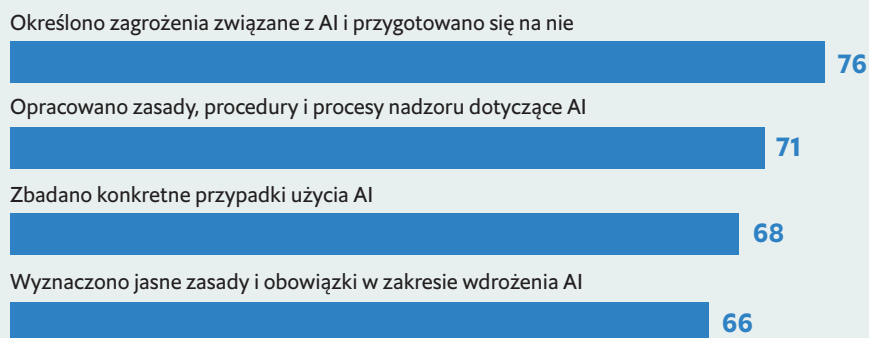 Określono zagrożenia związane z AI i przygotowano się na nie
76
Opracowano zasady, procedury i procesy nadzoru dotyczące AI
71
Zbadano konkretne przypadki użycia AI
68
Wyznaczono jasne zasady i obowiązki w zakresie wdrożenia AI
66